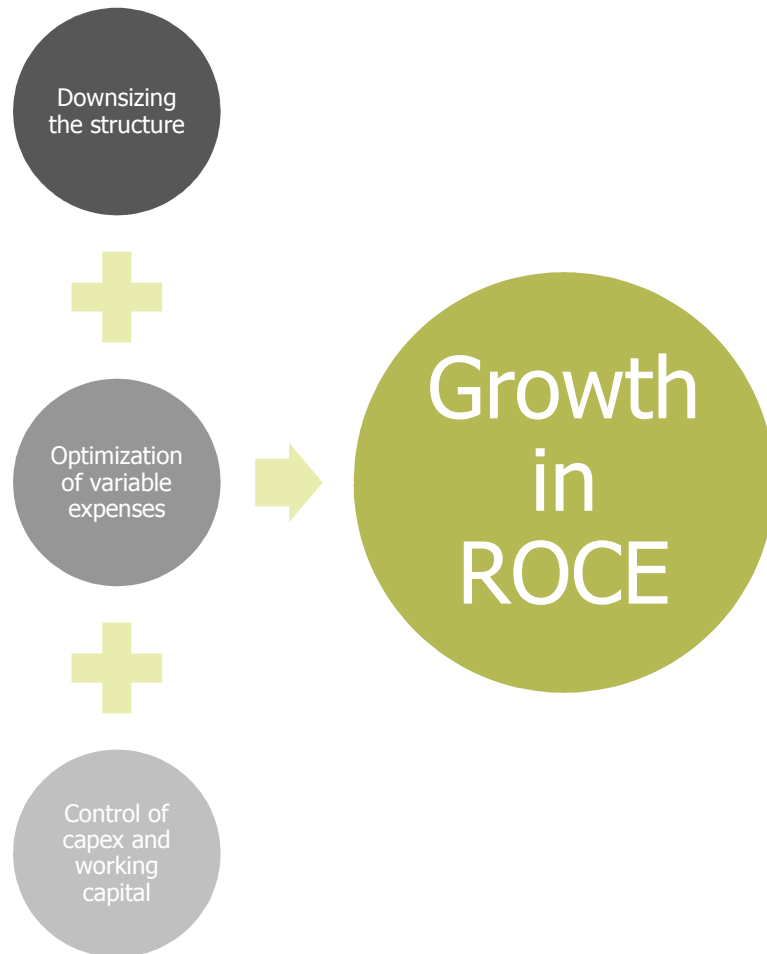 Downsizing
the structure
Optimization
of variable
expenses
Control of
capex and
working
capital
Growth
in
ROCE